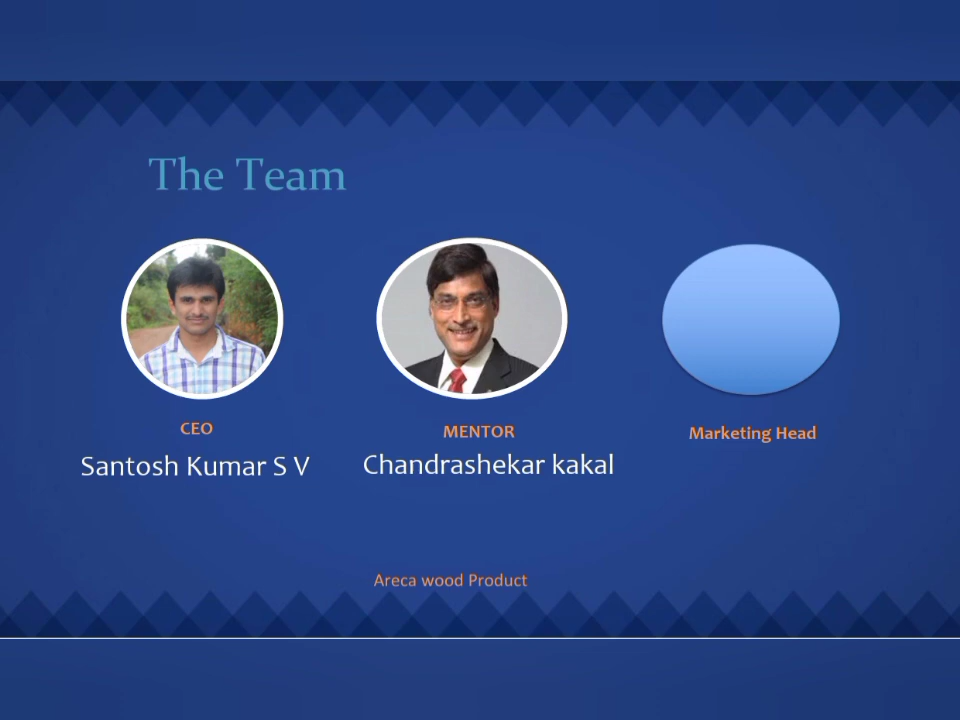 The Team
CEO
Santosh Kumar S V
MENTOR
Chandrashekar kakal
Marketing Head
Areca wood Product